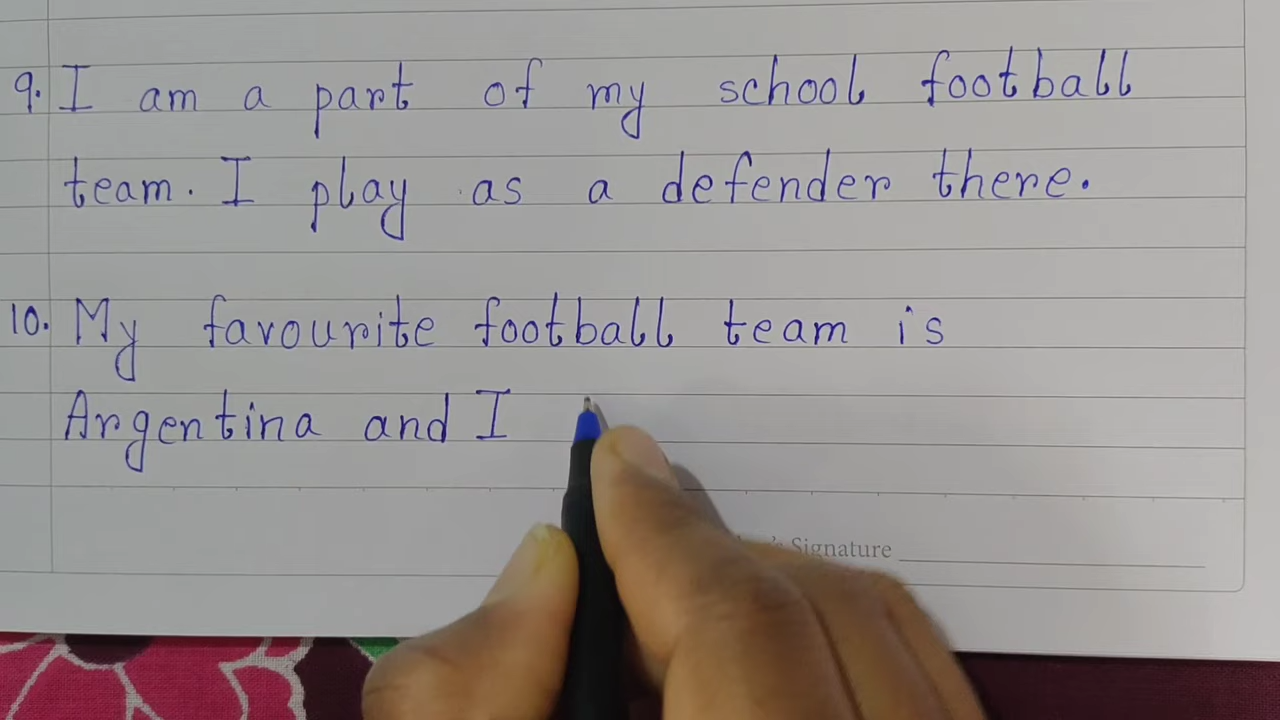 9. I am a part of my school football
team. I play as a defender there.
10. My favourite football team is
Argentina and I
Signature